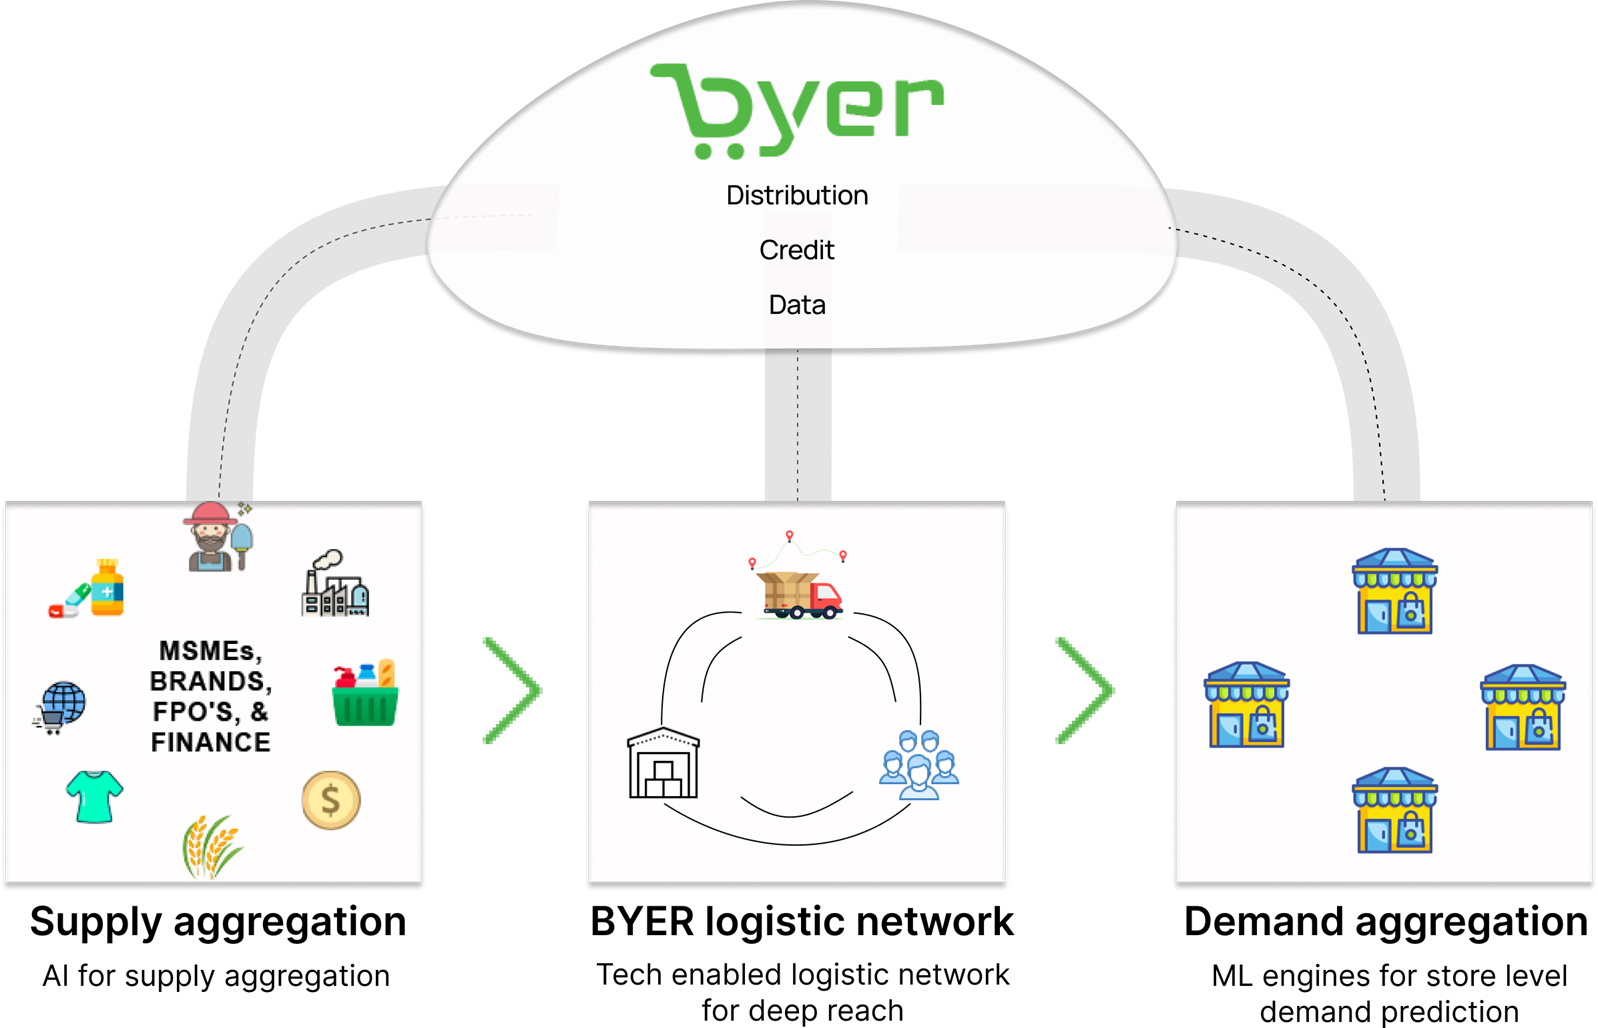 byer
Distribution
Credit
Data
MSMEs,
BRANDS,
FPO'S, &
FINANCE
Supply aggregation
AI for supply aggregation
BYER logistic network
Tech enabled logistic network
for deep reach
Demand aggregation
ML engines for store level
demand prediction